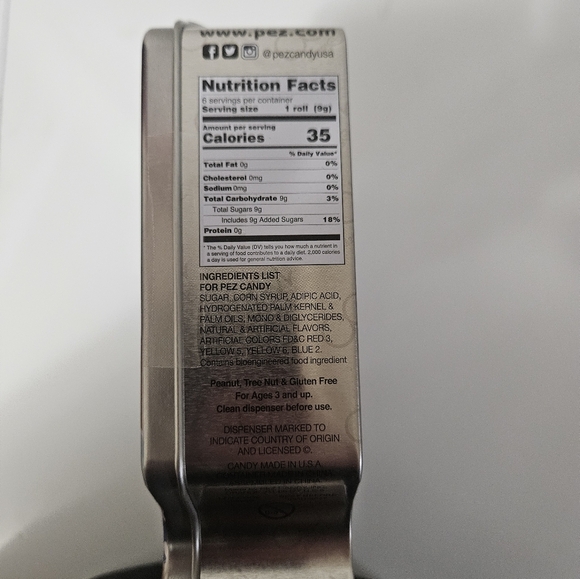 www.pez.com
@pezcandyusa
Nutrition Facts
6 servings per container
Serving size 1 roll (9g)
Amount per serving
Calories 35
% Daily Value*
Total Fat 0g 0%
Cholesterol 0mg 0%
Sodium 0mg 0%
Total Carbohydrate 9g 3%
Total Sugars 9g
Includes 9g Added Sugars 18%
Protein 0g
* The % Daily Value (DV) tells you how much a nutrient in
a serving of food contributes to a daily diet. 2,000 calories
a day is used for general nutrition advice.
INGREDIENTS LIST
FOR PEZ CANDY
SUGAR, CORN SYRUP, ADIPIC ACID,
HYDROGENATED PALM KERNEL &
PALM OILS, MONO & DIGLYCERIDES,
NATURAL & ARTIFICIAL FLAVORS,
ARTIFICIAL COLORS FD&C RED 3,
YELLOW 5, YELLOW 6, BLUE 2.
Contains bioengineered food ingredient
Peanut, Tree Nut & Gluten Free
For Ages 3 and up.
Clean dispenser before use.
DISPENSER MARKED TO
INDICATE COUNTRY OF ORIGIN
AND LICENSED ©.
CANDY MADE IN U.S.A.